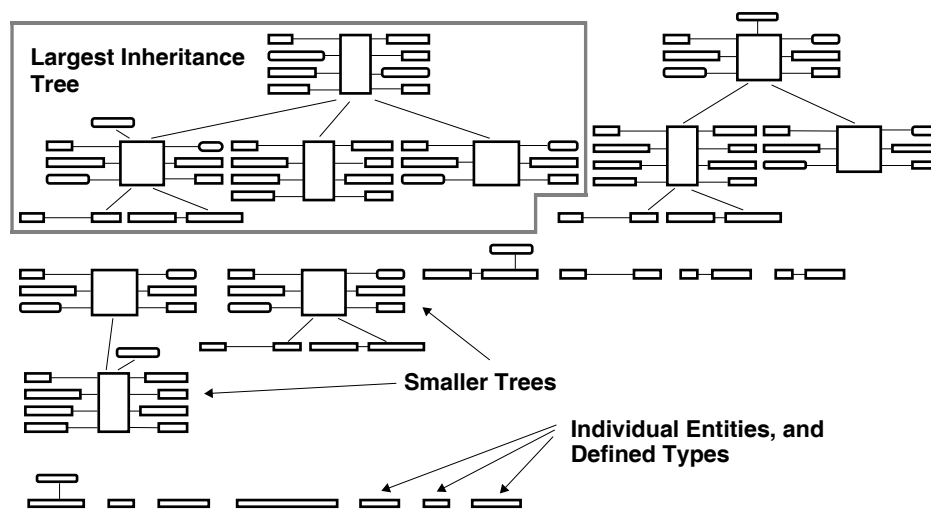 Largest Inheritance
Tree
Smaller Trees
Individual Entities, and
Defined Types